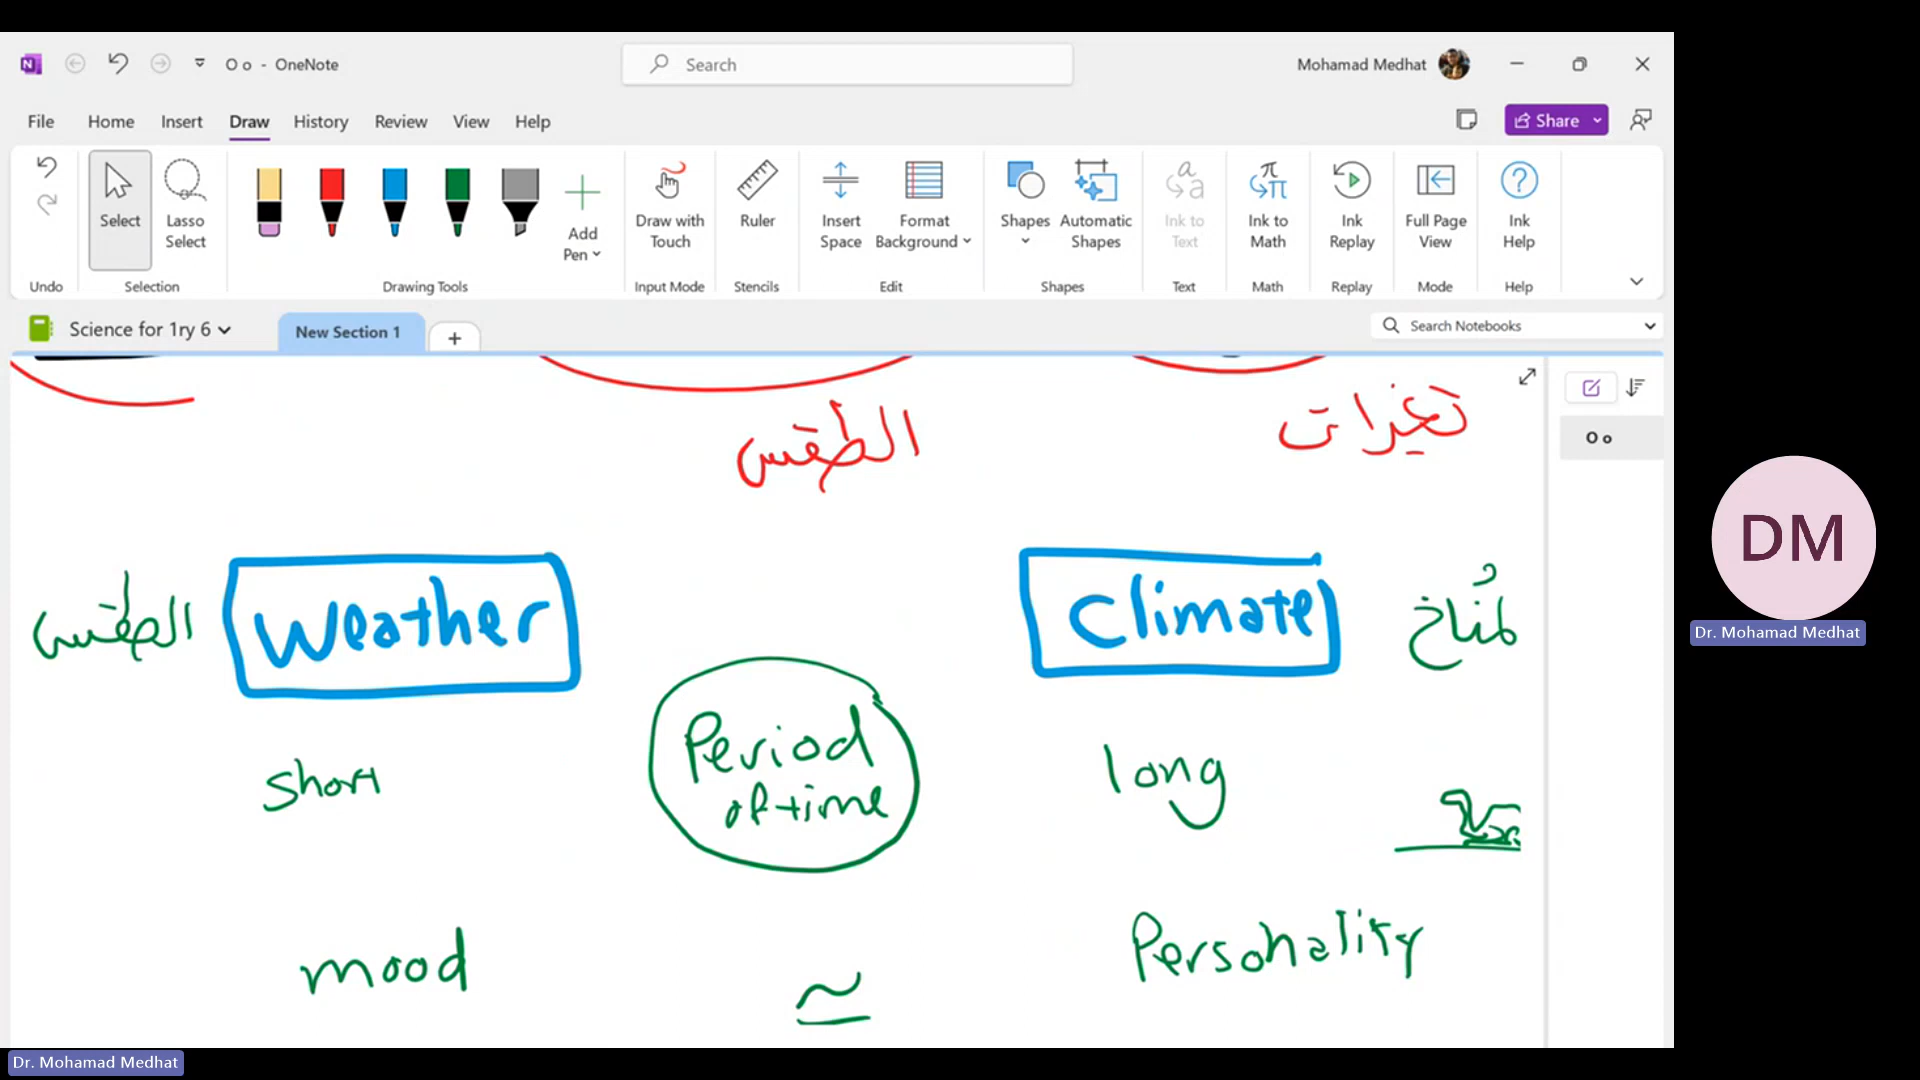 O o - OneNote
Search
Mohamad Medhat
File Home Insert Draw History Review View Help
Share
Select
Lasso Select
Add Pen
Draw with Touch
Ruler
Insert Space
Format Background
Shapes
Automatic Shapes
Ink to Text
Ink to Math
Ink Replay
Full Page View
Ink Help
Undo Selection Drawing Tools Input Mode Stencils Edit Shapes Text Math Replay Mode Help
Science for 1ry 6
New Section 1
Search Notebooks
O o
الطقس
تغيرات
الطقس
Weather
Climate
المُناخ
short
Period
of time
long
mood
≃
Personality
DM
Dr. Mohamad Medhat
Dr. Mohamad Medhat